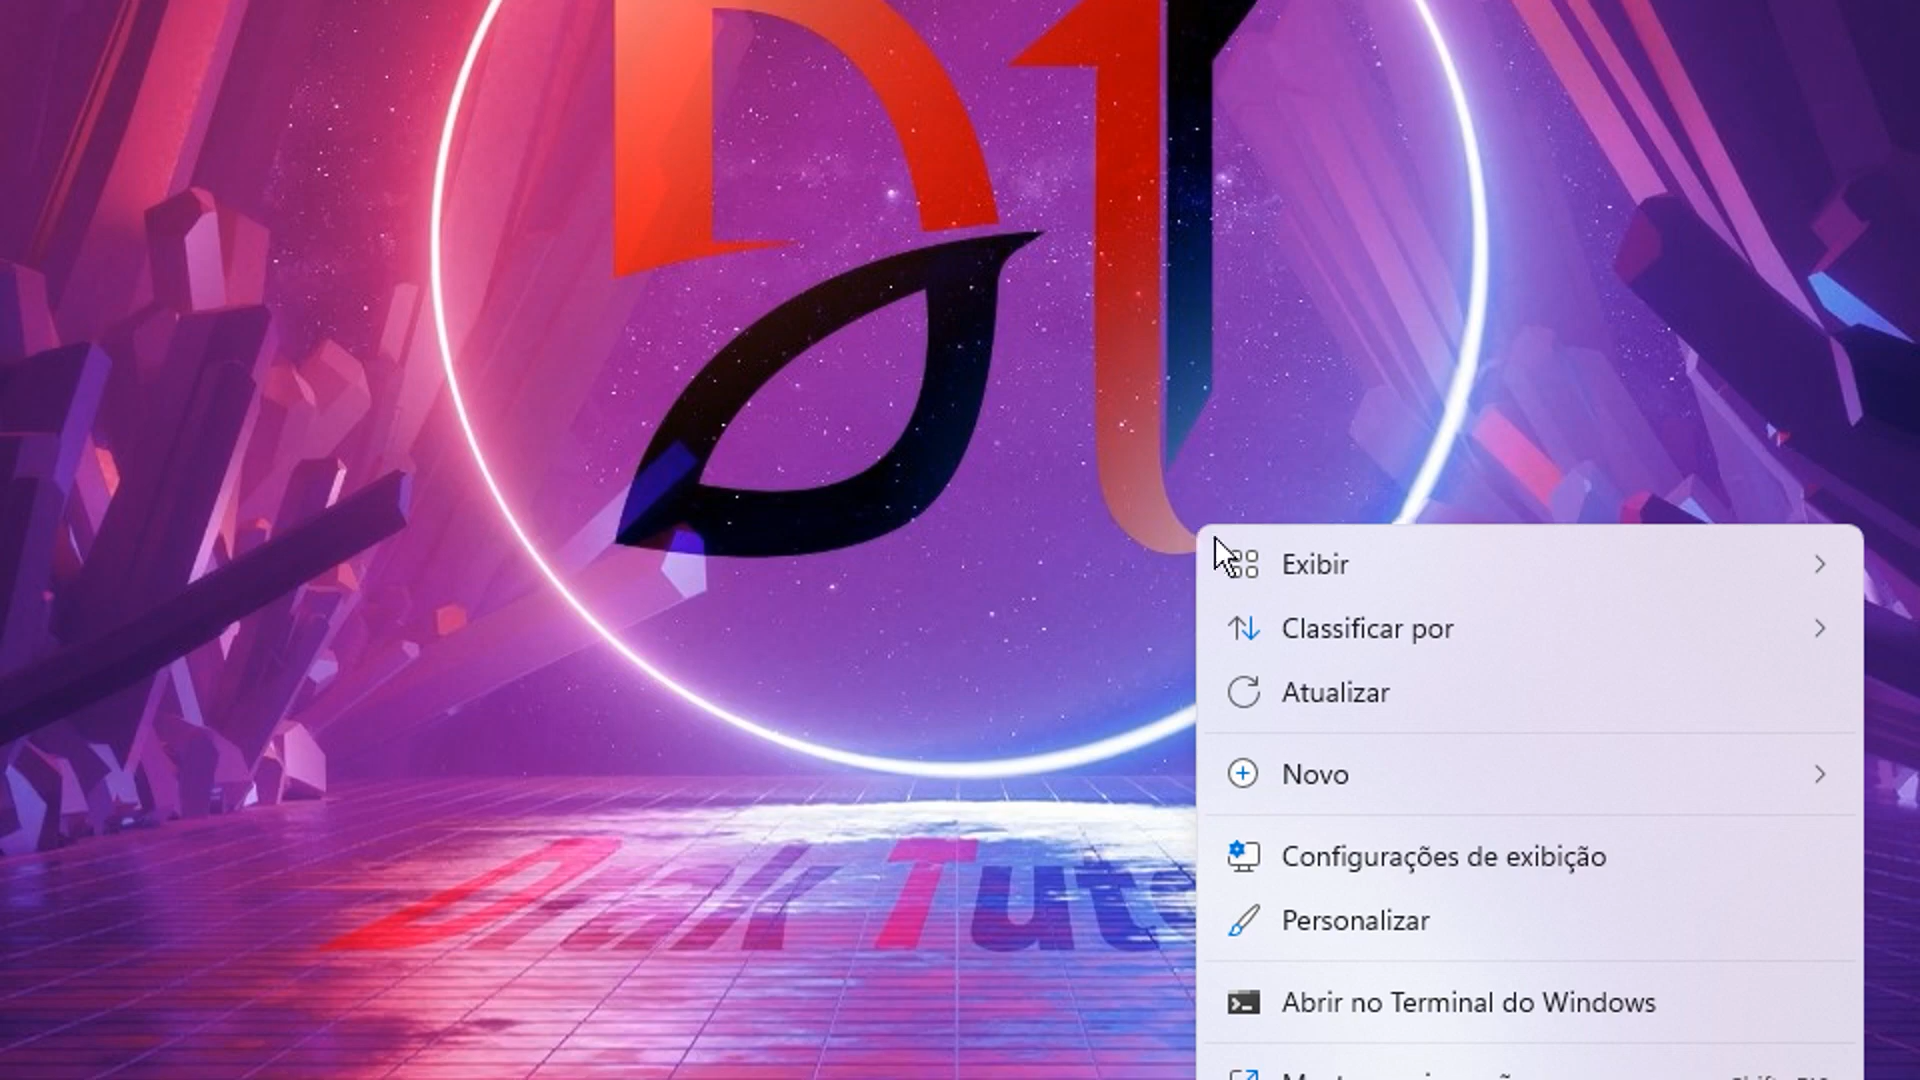 Exibir
Classificar por
Atualizar
Novo
Configurações de exibição
Personalizar
Abrir no Terminal do Windows